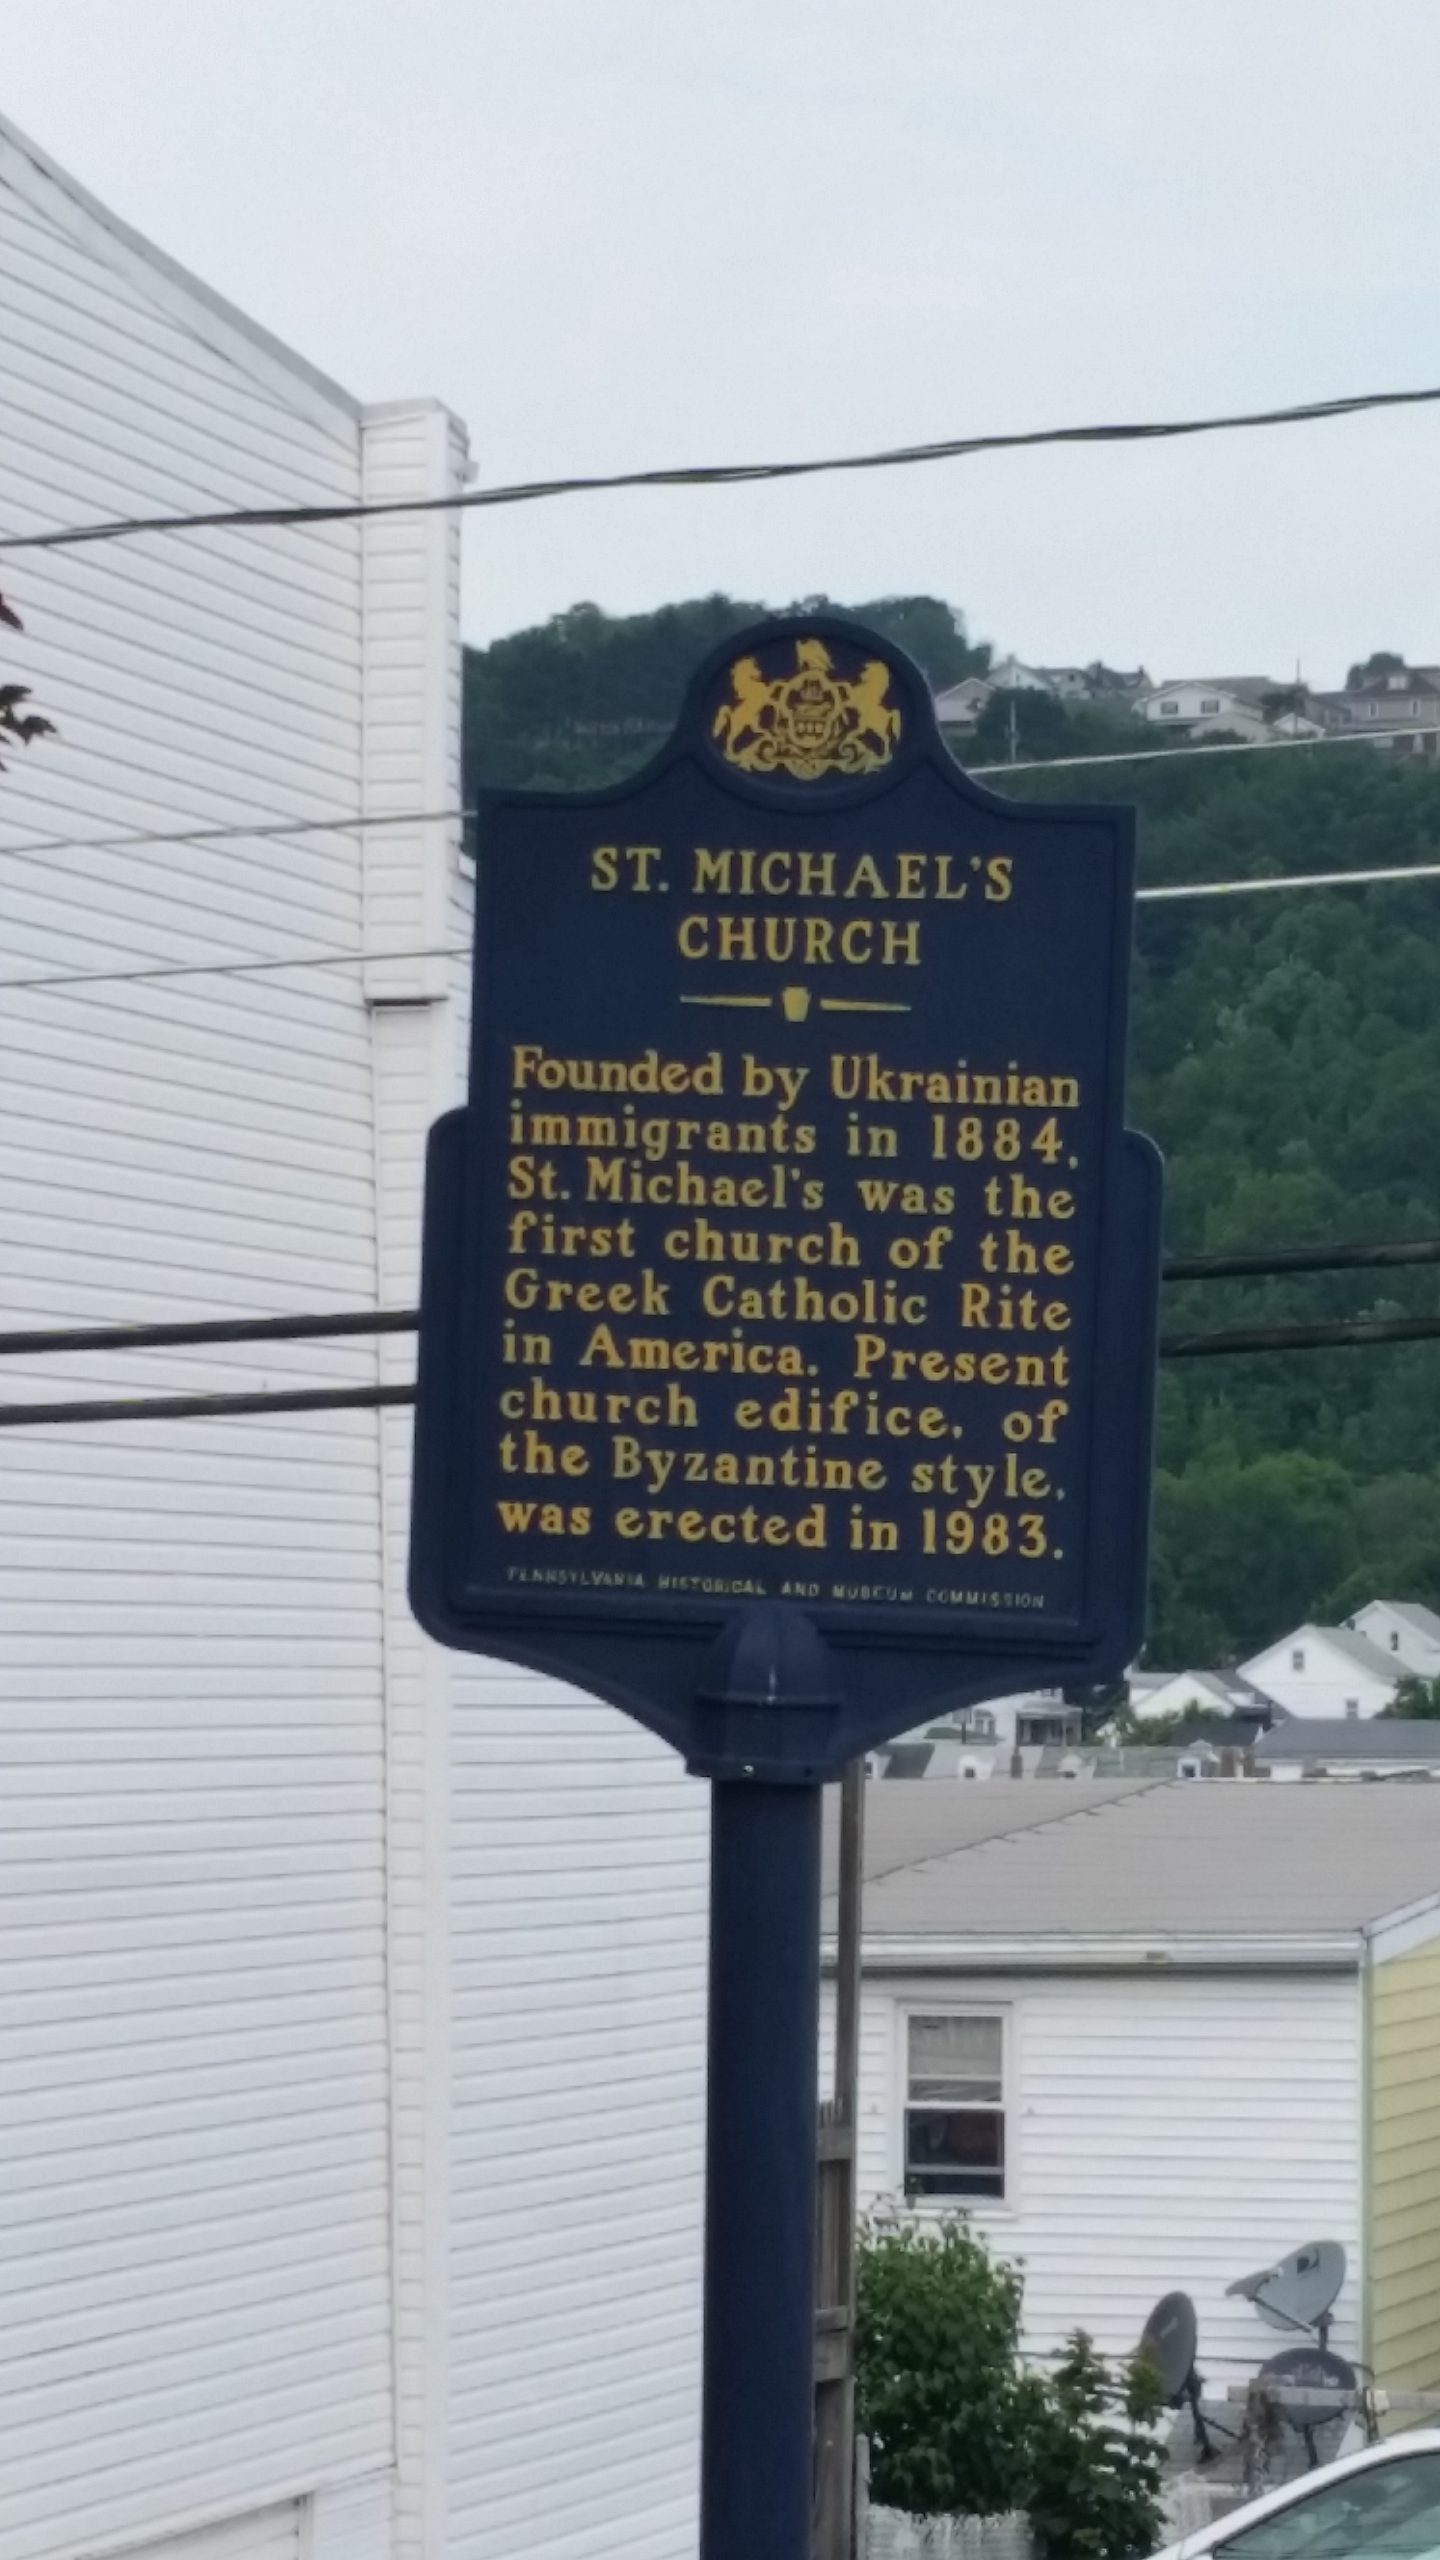 ST. MICHAEL'S
CHURCH
Founded by Ukrainian
immigrants in 1884,
St. Michael's was the
first church of the
Greek Catholic Rite
in America. Present
church edifice, of
the Byzantine style,
was erected in 1983.
PENNSYLVANIA HISTORICAL AND MUSEUM COMMISSION